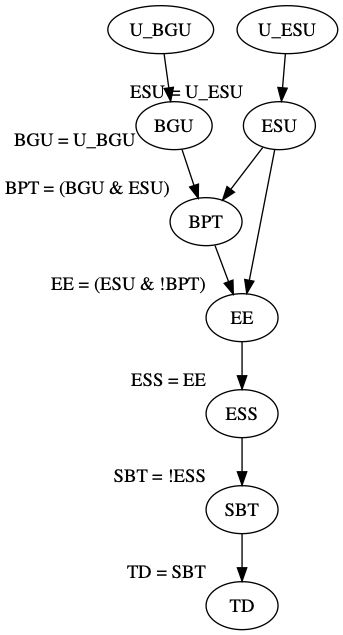 U_BGU
U_ESU
ESU = U_ESU
BGU = U_BGU
BGU
ESU
BPT = (BGU & ESU)
BPT
EE = (ESU & !BPT)
EE
ESS = EE
ESS
SBT = !ESS
SBT
TD = SBT
TD